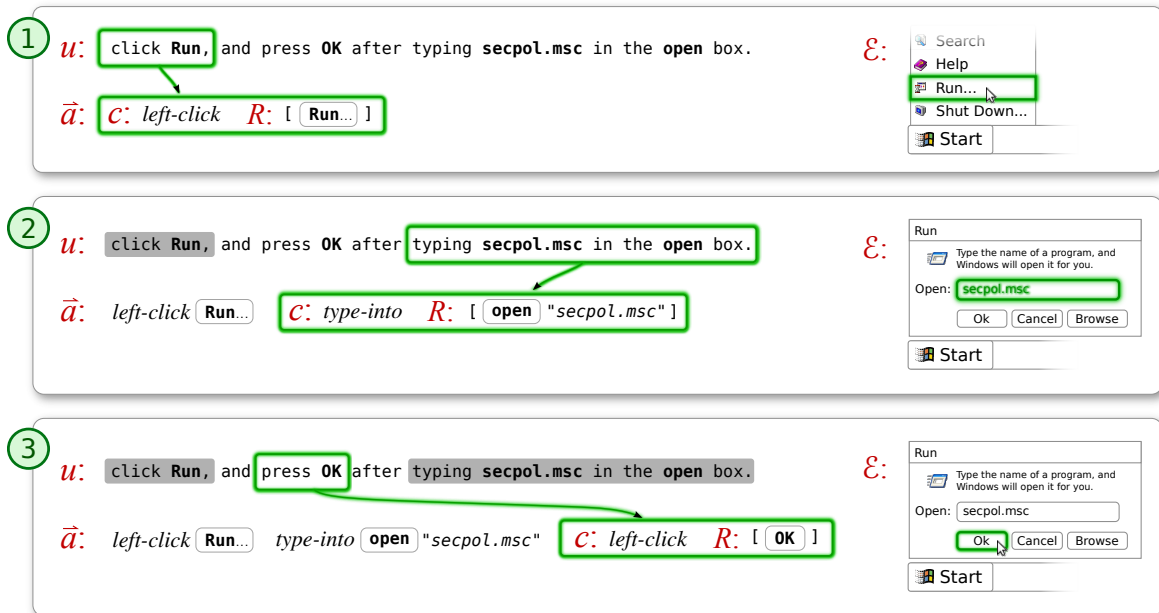 1
u: click Run, and press OK after typing secpol.msc in the open box.
ℰ:
Search
Help
Run...
Shut Down...
Start
a⃗: c: left-click R: [ Run... ]
2
u: click Run, and press OK after typing secpol.msc in the open box.
ℰ:
Run
Type the name of a program, and
Windows will open it for you.
Open: secpol.msc
Ok Cancel Browse
Start
a⃗: left-click Run... c: type-into R: [ open "secpol.msc" ]
3
u: click Run, and press OK after typing secpol.msc in the open box.
ℰ:
Run
Type the name of a program, and
Windows will open it for you.
Open: secpol.msc
Ok Cancel Browse
Start
a⃗: left-click Run... type-into open "secpol.msc" c: left-click R: [ OK ]